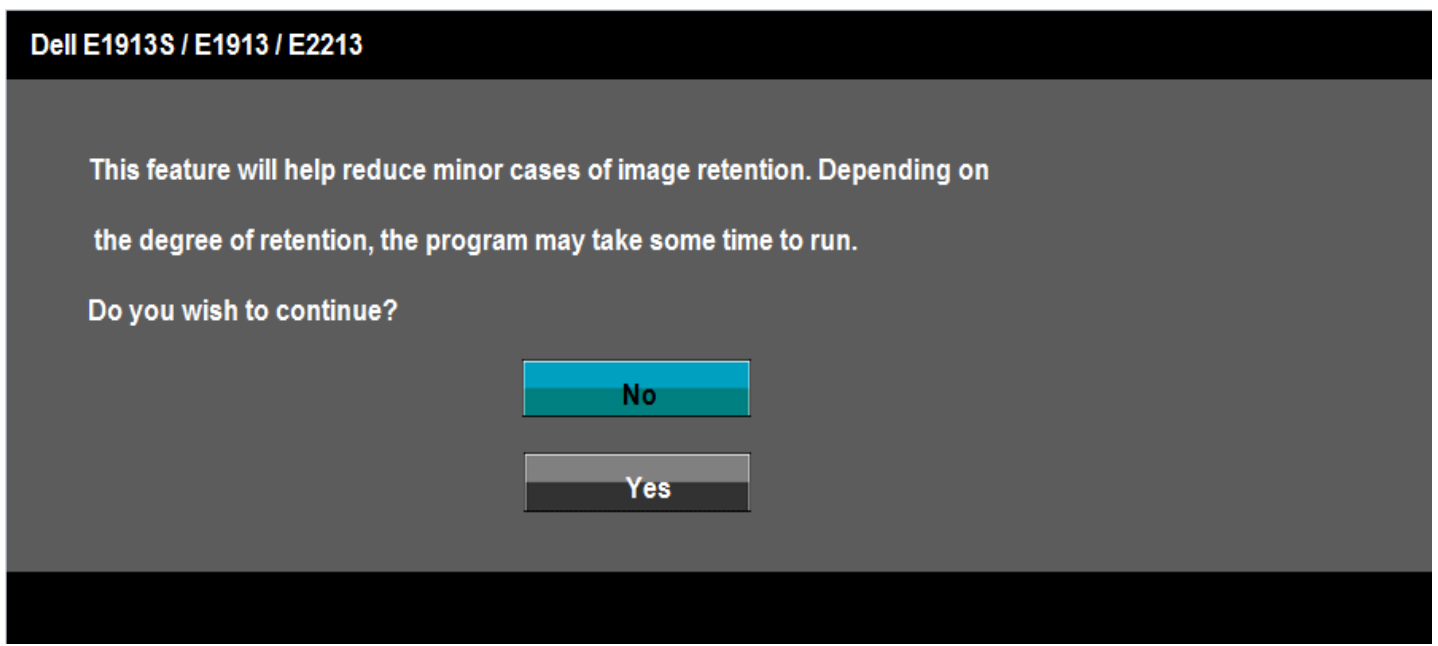 Dell E1913S / E1913 / E2213
This feature will help reduce minor cases of image retention. Depending on
the degree of retention, the program may take some time to run.
Do you wish to continue?
No
Yes